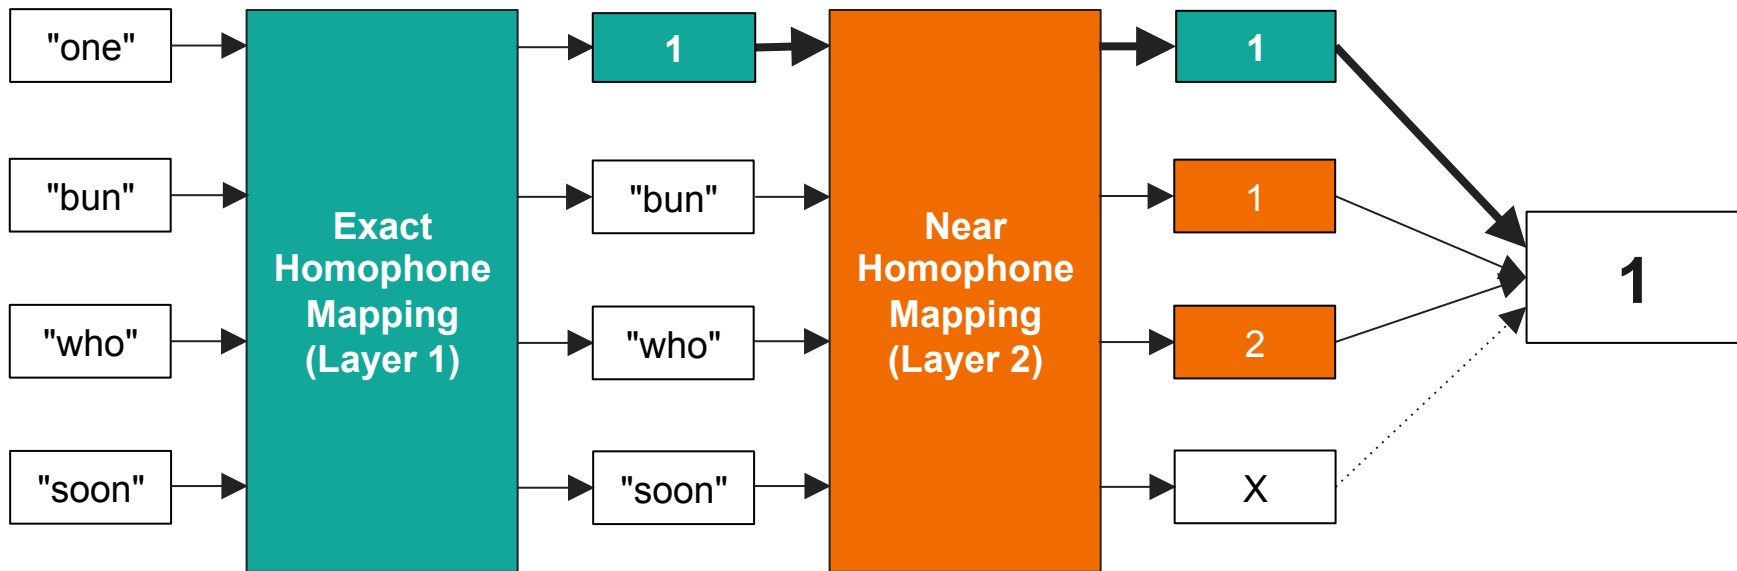 "one"
1
1
"bun"
"bun"
1
Exact
Homophone
Mapping
(Layer 1)
Near
Homophone
Mapping
(Layer 2)
1
"who"
"who"
2
"soon"
"soon"
X